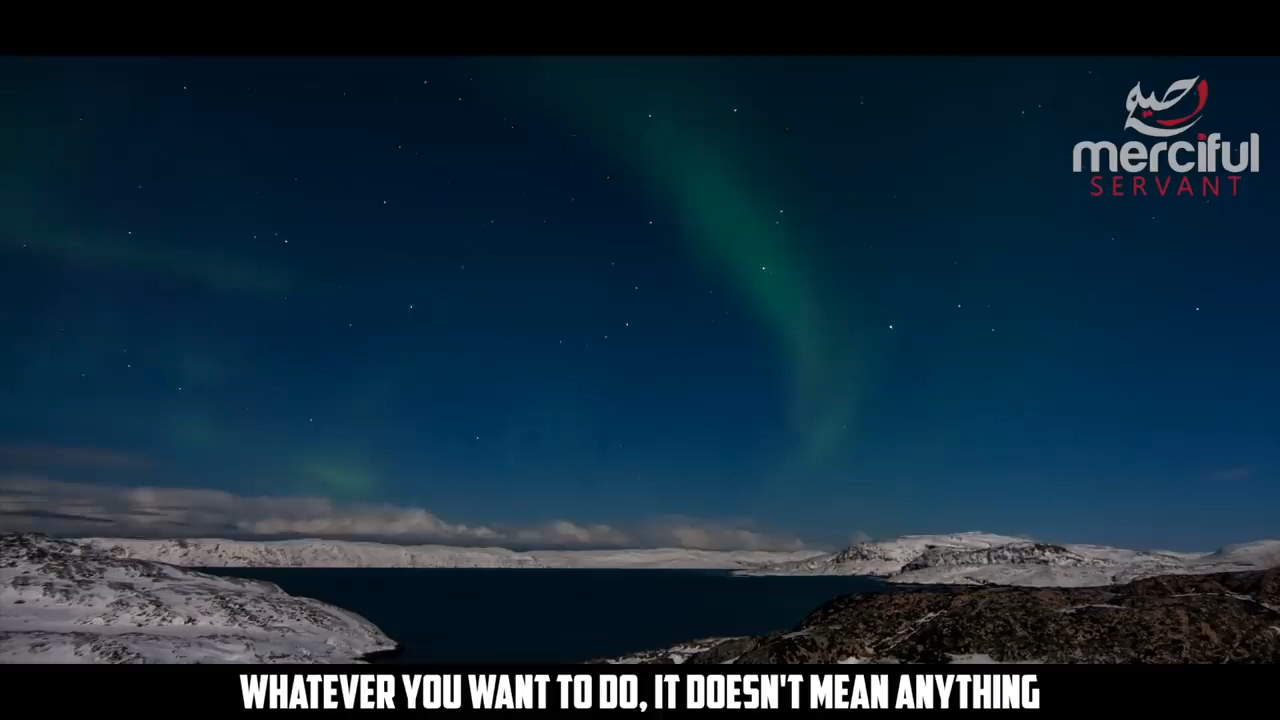 merciful
SERVANT
WHATEVER YOU WANT TO DO, IT DOESN'T MEAN ANYTHING